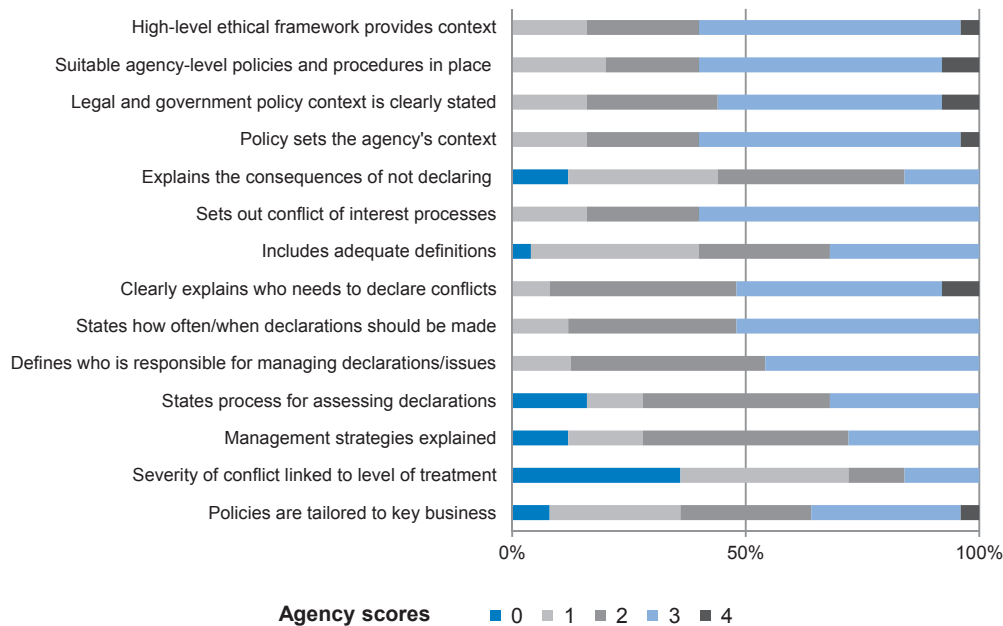 High-level ethical framework provides context
Suitable agency-level policies and procedures in place
Legal and government policy context is clearly stated
Policy sets the agency's context
Explains the consequences of not declaring
Sets out conflict of interest processes
Includes adequate definitions
Clearly explains who needs to declare conflicts
States how often/when declarations should be made
Defines who is responsible for managing declarations/issues
States process for assessing declarations
Management strategies explained
Severity of conflict linked to level of treatment
Policies are tailored to key business
0% 50% 100%
Agency scores 0 1 2 3 4